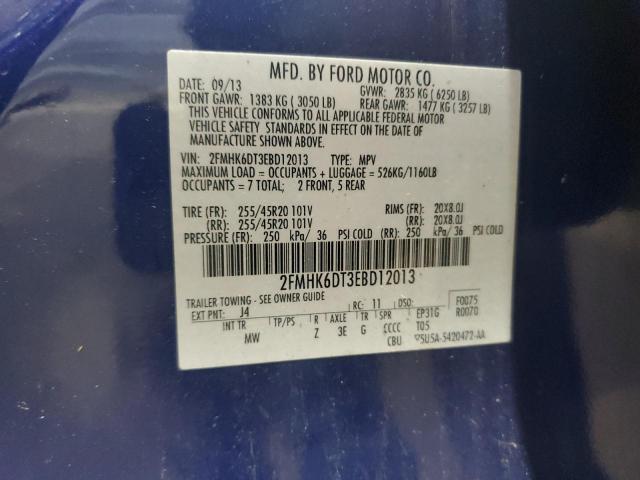 MFD. BY FORD MOTOR CO.
DATE: 09/13 GVWR: 2835 KG ( 6250 LB)
FRONT GAWR: 1383 KG ( 3050 LB) REAR GAWR: 1477 KG ( 3257 LB)
THIS VEHICLE CONFORMS TO ALL APPLICABLE FEDERAL MOTOR
VEHICLE SAFETY STANDARDS IN EFFECT ON THE DATE OF
MANUFACTURE SHOWN ABOVE.
VIN: 2FMHK6DT3EBD12013 TYPE: MPV
MAXIMUM LOAD = OCCUPANTS + LUGGAGE = 526KG/1160LB
OCCUPANTS = 7 TOTAL; 2 FRONT, 5 REAR
TIRE (FR): 255/45R20 101V RIMS (FR): 20X8.0J
(RR): 255/45R20 101V (RR): 20X8.0J
PRESSURE (FR): 250 kPa/ 36 PSI COLD (RR): 250 kPa/ 36 PSI COLD
2FMHK6DT3EBD12013
TRAILER TOWING - SEE OWNER GUIDE
EXT PNT: J4 RC: 11 DSO: F0075
INT TR TP/PS R AXLE TR SPR EP31G R0070
MW Z 3E G CCCC T05
CBU 5U5A-5420472-AA